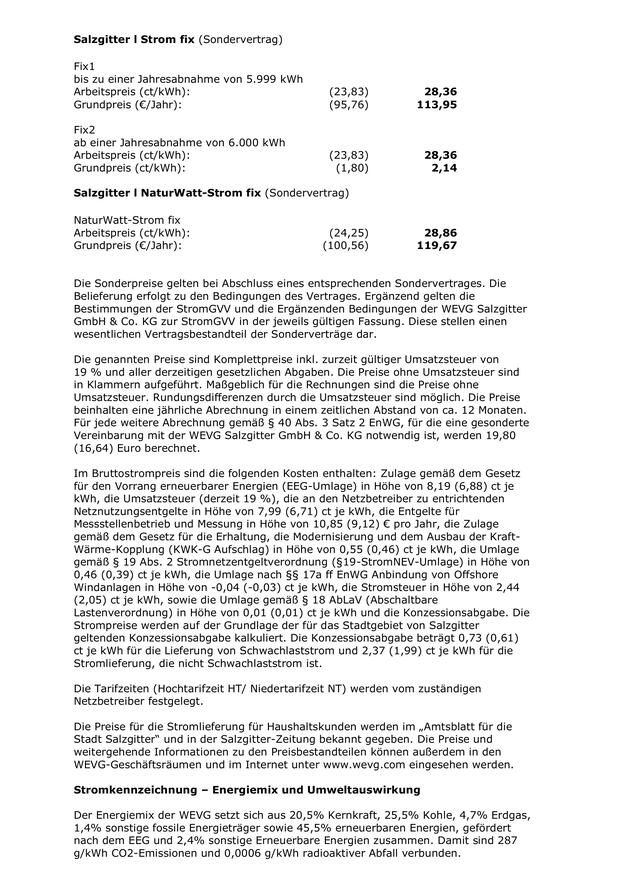 Salzgitter l Strom fix (Sondervertrag)
Fix1
bis zu einer Jahresabnahme von 5.999 kWh
Arbeitspreis (ct/kWh): (23,83) 28,36
Grundpreis (€/Jahr): (95,76) 113,95
Fix2
ab einer Jahresabnahme von 6.000 kWh
Arbeitspreis (ct/kWh): (23,83) 28,36
Grundpreis (€/Jahr): (1,80) 2,14
Salzgitter l NaturWatt-Strom fix (Sondervertrag)
NaturWatt-Strom fix
Arbeitspreis (ct/kWh): (24,25) 28,86
Grundpreis (€/Jahr): (100,56) 119,67
Die Sonderpreise gelten bei Abschluss eines entsprechenden Sondervertrages. Die
Belieferung erfolgt zu den Bedingungen des Vertrages. Ergänzend gelten die
Bestimmungen der StromGVV und die Ergänzenden Bedingungen der WEVG Salzgitter
GmbH & Co. KG zur StromGVV in der jeweils gültigen Fassung. Diese stellen einen
wesentlichen Vertragsbestandteil der Sonderverträge dar.
Die genannten Preise sind Komplettpreise inkl. zurzeit gültiger Umsatzsteuer von
19 % und aller derzeitigen gesetzlichen Abgaben. Die Preise ohne Umsatzsteuer sind
in Klammern aufgeführt. Maßgeblich für die Rechnungen sind die Preise ohne
Umsatzsteuer. Rundungsdifferenzen durch die Umsatzsteuer sind möglich. Die Preise
beinhalten eine jährliche Abrechnung in einem zeitlichen Abstand von ca. 12 Monaten.
Für jede weitere Abrechnung gemäß § 40 Abs. 3 Satz 2 EnWG, für die eine gesonderte
Vereinbarung mit der WEVG Salzgitter GmbH & Co. KG notwendig ist, werden 19,80
(16,64) Euro berechnet.
Im Bruttostrompreis sind die folgenden Kosten enthalten: Zulage gemäß dem Gesetz
für den Vorrang erneuerbarer Energien (EEG-Umlage) in Höhe von 8,19 (6,88) ct je
kWh, die Umsatzsteuer (derzeit 19 %), die an den Netzbetreiber zu entrichtenden
Netznutzungsentgelte in Höhe von 7,99 (6,71) ct je kWh, die Entgelte für
Messstellenbetrieb und Messung in Höhe von 10,85 (9,12) € pro Jahr, die Zulage
gemäß dem Gesetz für die Erhaltung, die Modernisierung und dem Ausbau der Kraft-
Wärme-Kopplung (KWK-G Aufschlag) in Höhe von 0,55 (0,46) ct je kWh, die Umlage
gemäß § 19 Abs. 2 Stromnetzentgeltverordnung (§19-StromNEV-Umlage) in Höhe von
0,46 (0,39) ct je kWh, die Umlage nach §§ 17a ff EnWG Anbindung von Offshore
Windanlagen in Höhe von -0,04 (-0,03) ct je kWh, die Stromsteuer in Höhe von 2,44
(2,05) ct je kWh, sowie die Umlage gemäß § 18 AbLaV (Abschaltbare
Lastenverordnung) in Höhe von 0,01 (0,01) ct je kWh und die Konzessionsabgabe. Die
Strompreise werden auf der Grundlage der für das Stadtgebiet von Salzgitter
geltenden Konzessionsabgabe kalkuliert. Die Konzessionsabgabe beträgt 0,73 (0,61)
ct je kWh für die Lieferung von Schwachlaststrom und 2,37 (1,99) ct je kWh für die
Stromlieferung, die nicht Schwachlaststrom ist.
Die Tarifzeiten (Hochtarifzeit HT/ Niedertarifzeit NT) werden vom zuständigen
Netzbetreiber festgelegt.
Die Preise für die Stromlieferung für Haushaltskunden werden im „Amtsblatt für die
Stadt Salzgitter“ und in der Salzgitter-Zeitung bekannt gegeben. Die Preise und
weitergehende Informationen zu den Preisbestandteilen können außerdem in den
WEVG-Geschäftsräumen und im Internet unter www.wevg.com eingesehen werden.
Stromkennzeichnung – Energiemix und Umweltauswirkung
Der Energiemix der WEVG setzt sich aus 20,5% Kernkraft, 25,5% Kohle, 4,7% Erdgas,
1,4% sonstige fossile Energieträger sowie 45,5% erneuerbaren Energien, gefördert
nach dem EEG und 2,4% sonstige Erneuerbare Energien zusammen. Damit sind 287
g/kWh CO2-Emissionen und 0,0006 g/kWh radioaktiver Abfall verbunden.